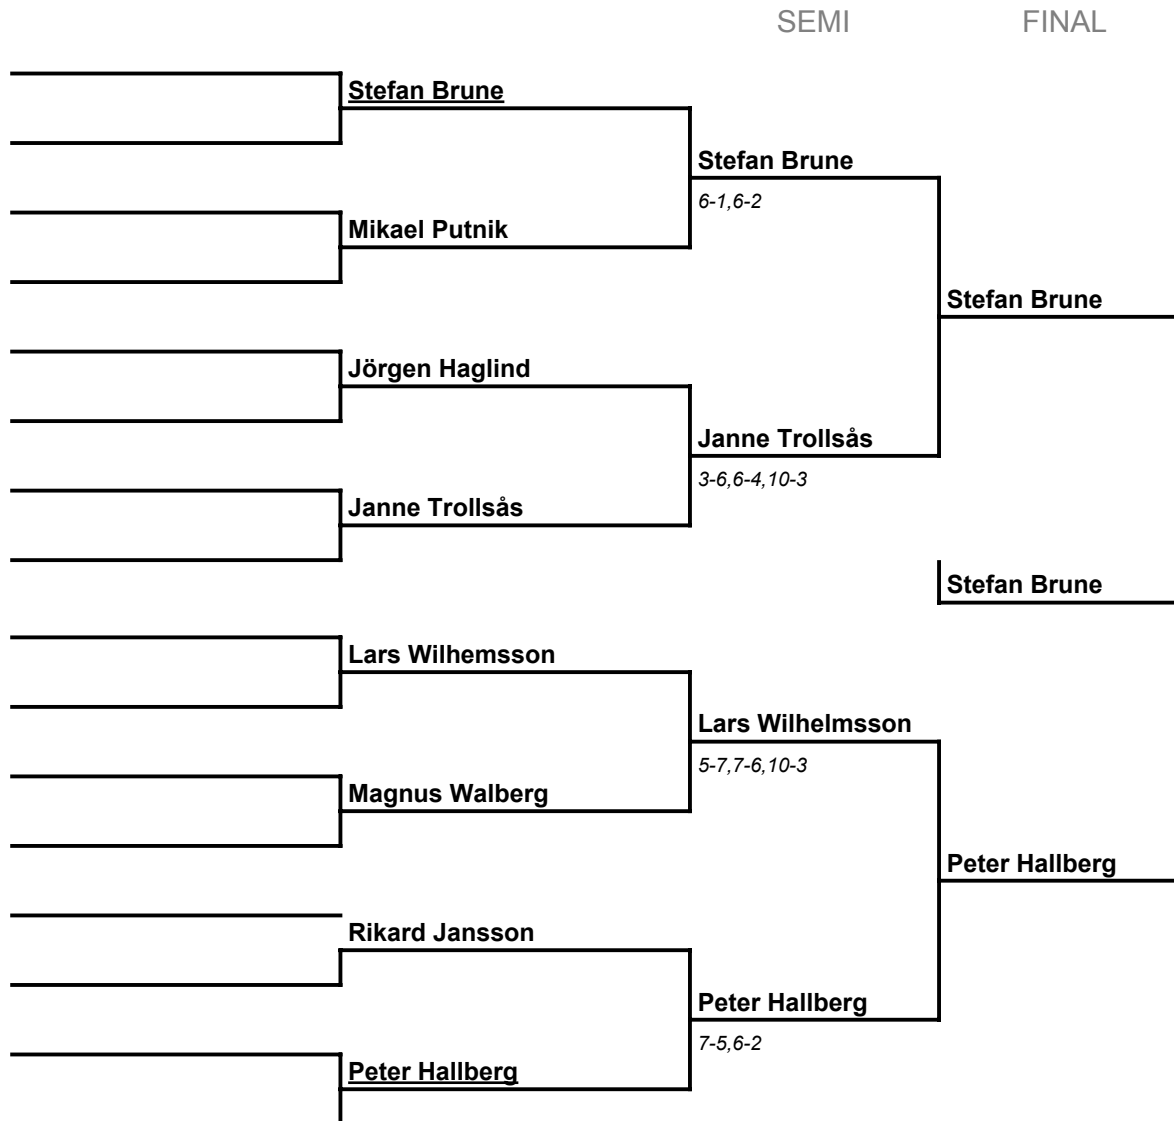 SEMI FINAL
Stefan Brune
Stefan Brune
6-1,6-2
Mikael Putnik
Stefan Brune
Jörgen Haglind
Janne Trollsås
3-6,6-4,10-3
Janne Trollsås
Stefan Brune
Lars Wilhemsson
Lars Wilhelmsson
5-7,7-6,10-3
Magnus Walberg
Peter Hallberg
Rikard Jansson
Peter Hallberg
7-5,6-2
Peter Hallberg